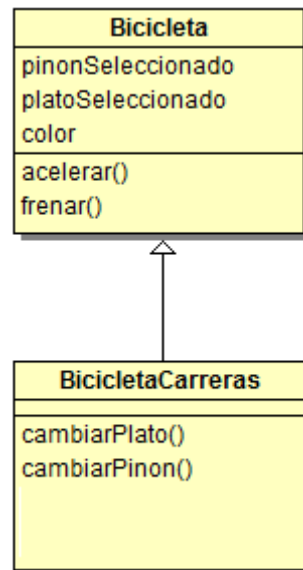 Bicicleta
pinonSeleccionado
platoSeleccionado
color
acelerar()
frenar()
BicicletaCarreras
cambiarPlato()
cambiarPinon()